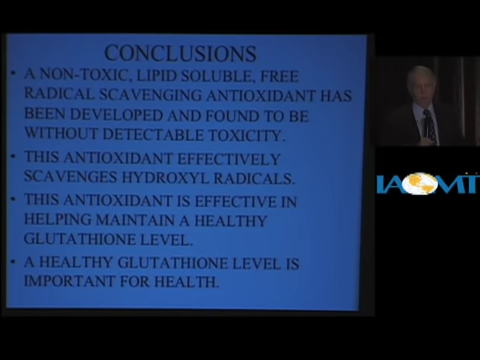 CONCLUSIONS
• A NON-TOXIC, LIPID SOLUBLE, FREE
RADICAL SCAVENGING ANTIOXIDANT HAS
BEEN DEVELOPED AND FOUND TO BE
WITHOUT DETECTABLE TOXICITY.
• THIS ANTIOXIDANT EFFECTIVELY
SCAVENGES HYDROXYL RADICALS.
• THIS ANTIOXIDANT IS EFFECTIVE IN
HELPING MAINTAIN A HEALTHY
GLUTATHIONE LEVEL.
• A HEALTHY GLUTATHIONE LEVEL IS
IMPORTANT FOR HEALTH.
IAOMT